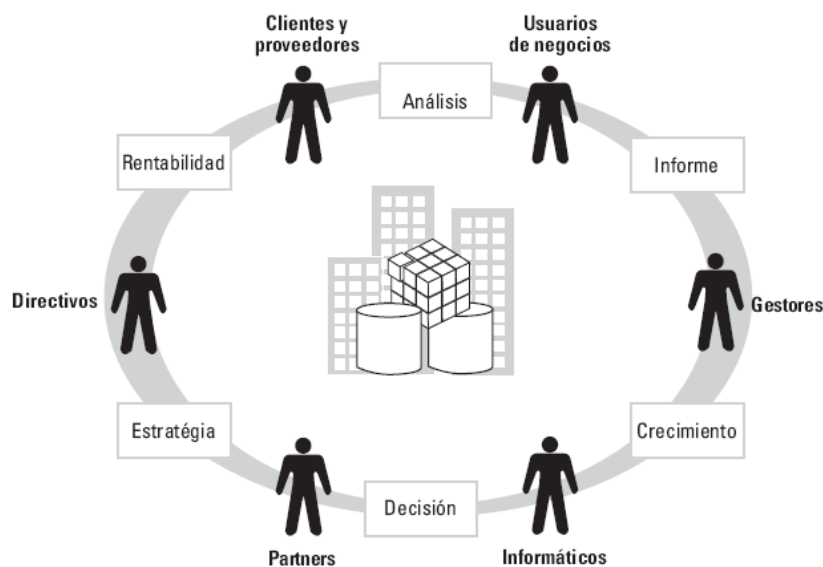 Clientes y
proveedores
Usuarios
de negocios
Análisis
Rentabilidad
Informe
Directivos
Gestores
Estratégia
Crecimiento
Decisión
Partners
Informáticos